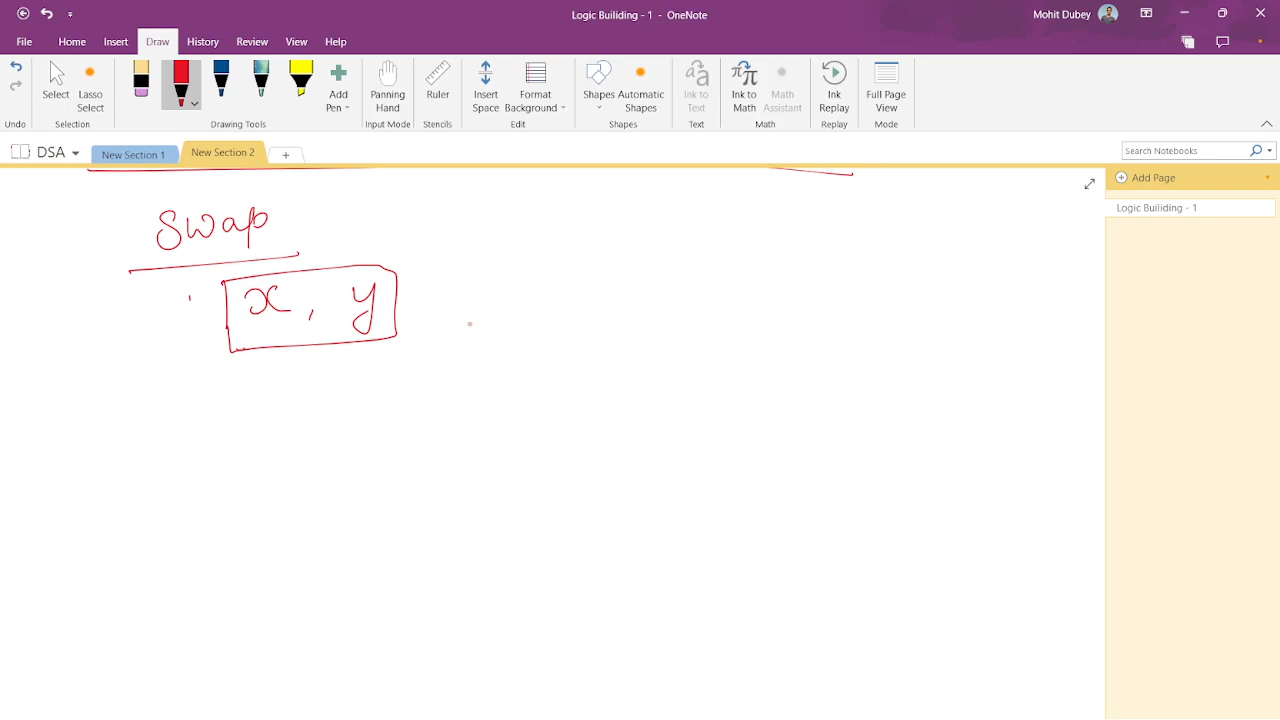 Logic Builiding - 1 - OneNote
Mohit Dubey
File Home Insert Draw History Review View Help
Undo
Select
Lasso Select
Add Pen
Panning Hand
Ruler
Insert Space
Format Background
Shapes
Automatic Shapes
Ink to Text
Ink to Math
Math Assistant
Ink Replay
Full Page View
Undo Selection Drawing Tools Input Mode Stencils Edit Shapes Text Math Replay Mode
DSA New Section 1 New Section 2 + Search Notebooks
Add Page
Logic Builiding - 1
Swap
x, y